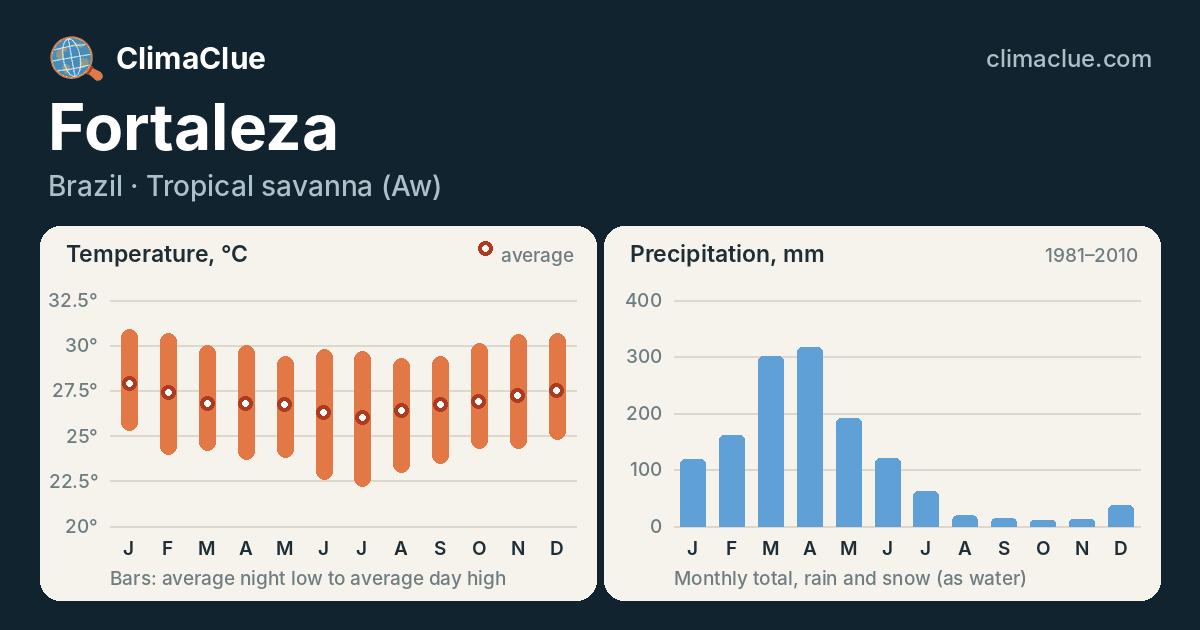 ClimaClue
climaclue.com
Fortaleza
Brazil · Tropical savanna (Aw)
Temperature, °C
average
32.5°
30°
27.5°
25°
22.5°
20°
J F M A M J J A S O N D
Bars: average night low to average day high
Precipitation, mm
1981–2010
400
300
200
100
0
J F M A M J J A S O N D
Monthly total, rain and snow (as water)